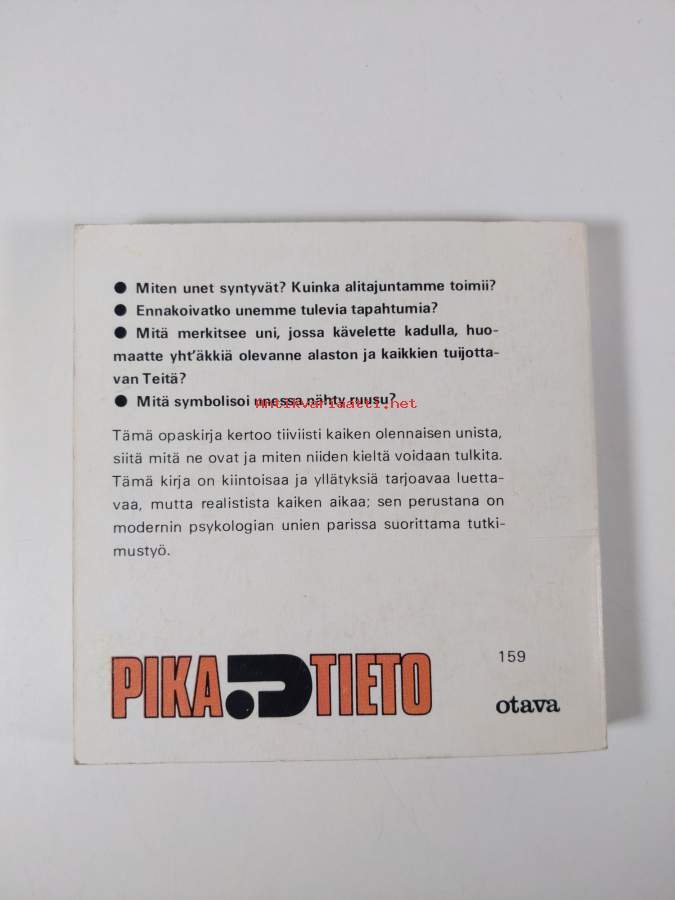 ● Miten unet syntyvät? Kuinka alitajuntamme toimii?
● Ennakoivatko unemme tulevia tapahtumia?
● Mitä merkitsee uni, jossa kävelette kadulla, huo-
maatte yht'äkkiä olevanne alaston ja kaikkien tuijotta-
van Teitä?
● Mitä symbolisoi unessa nähty ruusu?
Antikvariaatti.net
Tämä opaskirja kertoo tiiviisti kaiken olennaisen unista,
siitä mitä ne ovat ja miten niiden kieltä voidaan tulkita.
Tämä kirja on kiintoisaa ja yllätyksiä tarjoavaa luetta-
vaa, mutta realistista kaiken aikaa; sen perustana on
modernin psykologian unien parissa suorittama tutki-
mustyö.
PIKA?TIETO
159
otava